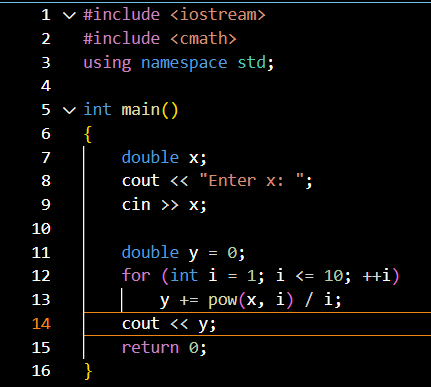 1 #include <iostream>
2 #include <cmath>
3 using namespace std;
4
5 int main()
6 {
7     double x;
8     cout << "Enter x: ";
9     cin >> x;
10
11     double y = 0;
12     for (int i = 1; i <= 10; ++i)
13         y += pow(x, i) / i;
14     cout << y;
15     return 0;
16 }